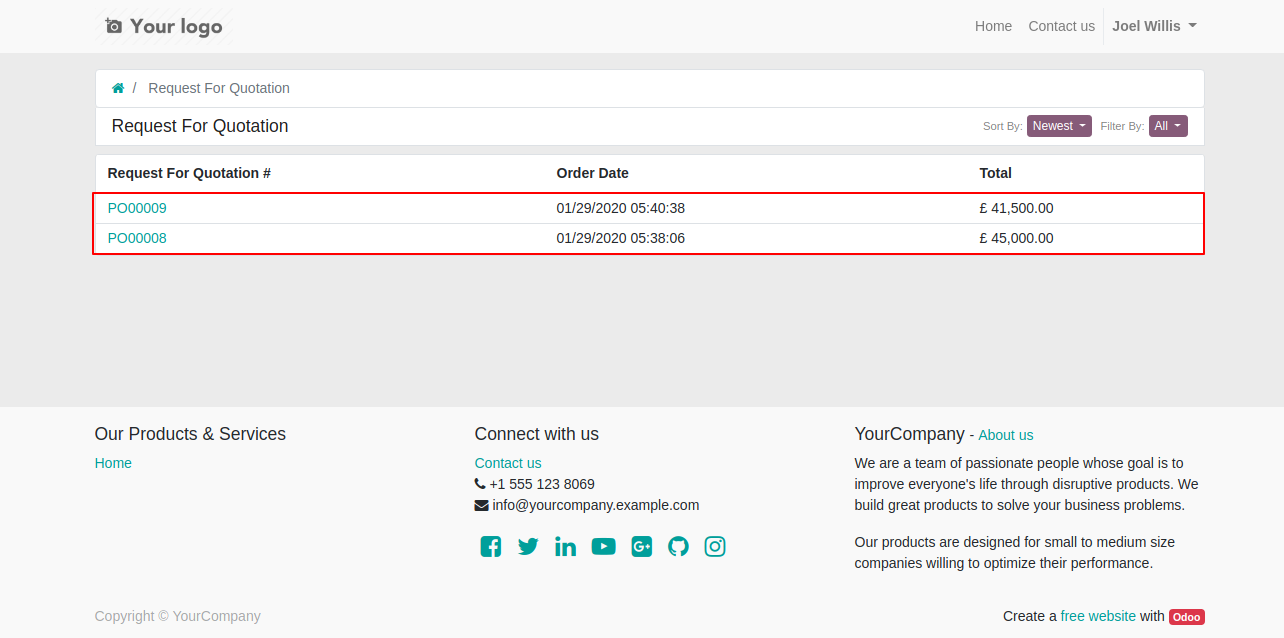 Your logo
Home Contact us Joel Willis
/ Request For Quotation
Request For Quotation Sort By: Newest Filter By: All
Request For Quotation # Order Date Total
PO00009 01/29/2020 05:40:38 £ 41,500.00
PO00008 01/29/2020 05:38:06 £ 45,000.00
Our Products & Services
Home
Connect with us
Contact us
+1 555 123 8069
info@yourcompany.example.com
YourCompany - About us
We are a team of passionate people whose goal is to
improve everyone's life through disruptive products. We
build great products to solve your business problems.
Our products are designed for small to medium size
companies willing to optimize their performance.
Copyright © YourCompany
Create a free website with Odoo